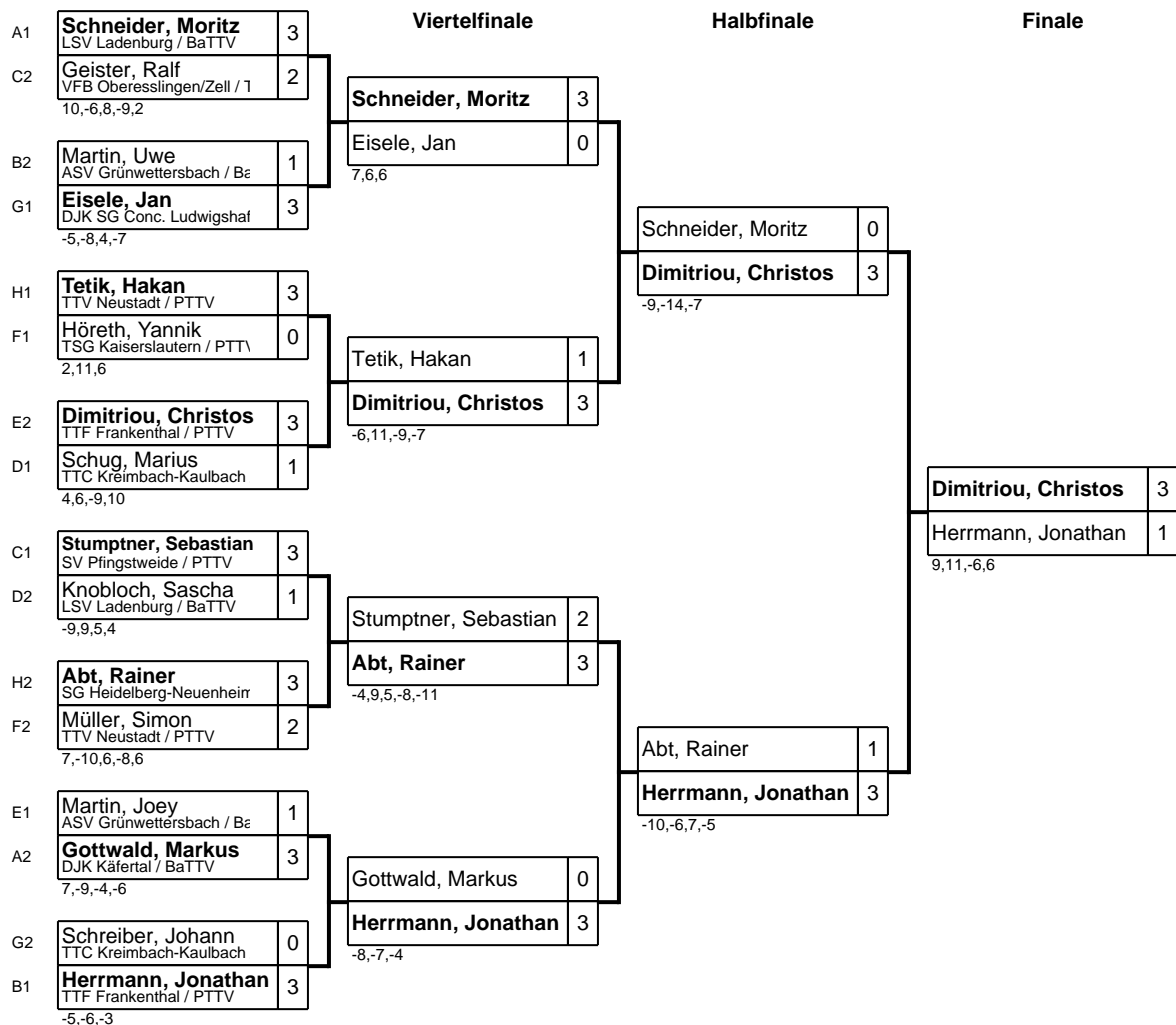 Viertelfinale
Halbfinale
Finale
A1 Schneider, Moritz 3
LSV Ladenburg / BaTTV
C2 Geister, Ralf 2
VFB Oberesslingen/Zell / T
10,-6,8,-9,2
B2 Martin, Uwe 1
ASV Grünwettersbach / Ba
G1 Eisele, Jan 3
DJK SG Conc. Ludwigshaf
-5,-8,4,-7
H1 Tetik, Hakan 3
TTV Neustadt / PTTV
F1 Höreth, Yannik 0
TSG Kaiserslautern / PTTV
2,11,6
E2 Dimitriou, Christos 3
TTF Frankenthal / PTTV
D1 Schug, Marius 1
TTC Kreimbach-Kaulbach
4,6,-9,10
C1 Stumptner, Sebastian 3
SV Pfingstweide / PTTV
D2 Knobloch, Sascha 1
LSV Ladenburg / BaTTV
-9,9,5,4
H2 Abt, Rainer 3
SG Heidelberg-Neuenheim
F2 Müller, Simon 2
TTV Neustadt / PTTV
7,-10,6,-8,6
E1 Martin, Joey 1
ASV Grünwettersbach / Ba
A2 Gottwald, Markus 3
DJK Käfertal / BaTTV
7,-9,-4,-6
G2 Schreiber, Johann 0
TTC Kreimbach-Kaulbach
B1 Herrmann, Jonathan 3
TTF Frankenthal / PTTV
-5,-6,-3
Schneider, Moritz 3
Eisele, Jan 0
7,6,6
Tetik, Hakan 1
Dimitriou, Christos 3
-6,11,-9,-7
Stumptner, Sebastian 2
Abt, Rainer 3
-4,9,5,-8,-11
Gottwald, Markus 0
Herrmann, Jonathan 3
-8,-7,-4
Schneider, Moritz 0
Dimitriou, Christos 3
-9,-14,-7
Abt, Rainer 1
Herrmann, Jonathan 3
-10,-6,7,-5
Dimitriou, Christos 3
Herrmann, Jonathan 1
9,11,-6,6